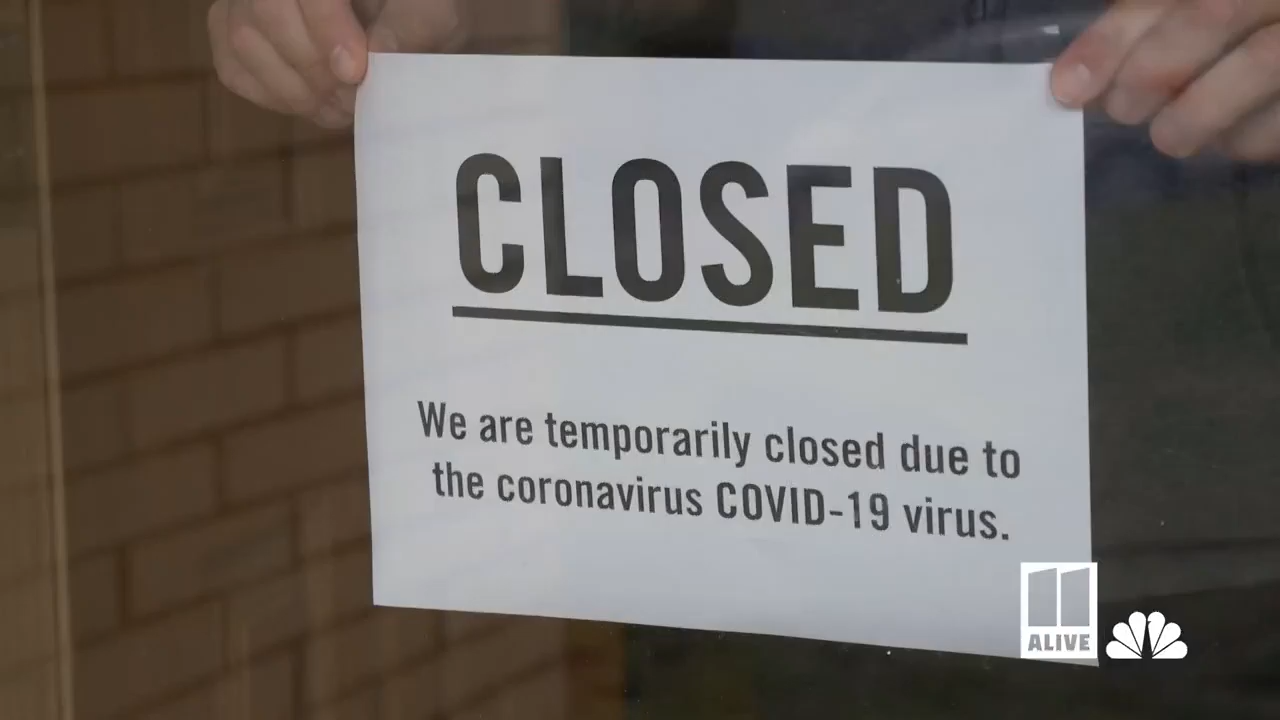 CLOSED
We are temporarily closed due to
the coronavirus COVID-19 virus.
11
ALIVE